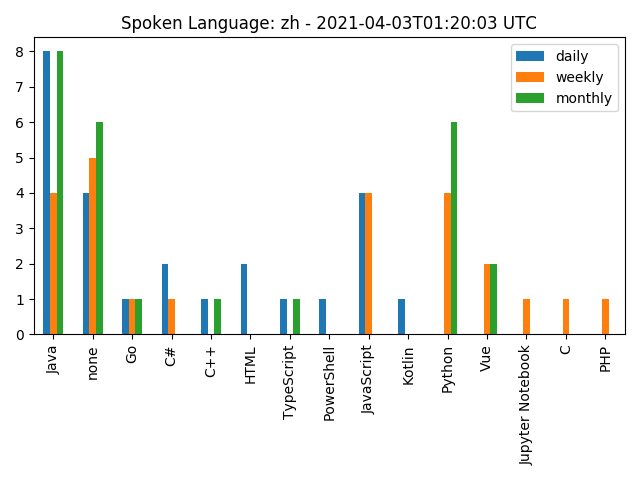 Spoken Language: zh - 2021-04-03T01:20:03 UTC
daily
weekly
monthly
8
7
6
5
4
3
2
1
0
Java
none
Go
C#
C++
HTML
TypeScript
PowerShell
JavaScript
Kotlin
Python
Vue
Jupyter Notebook
C
PHP